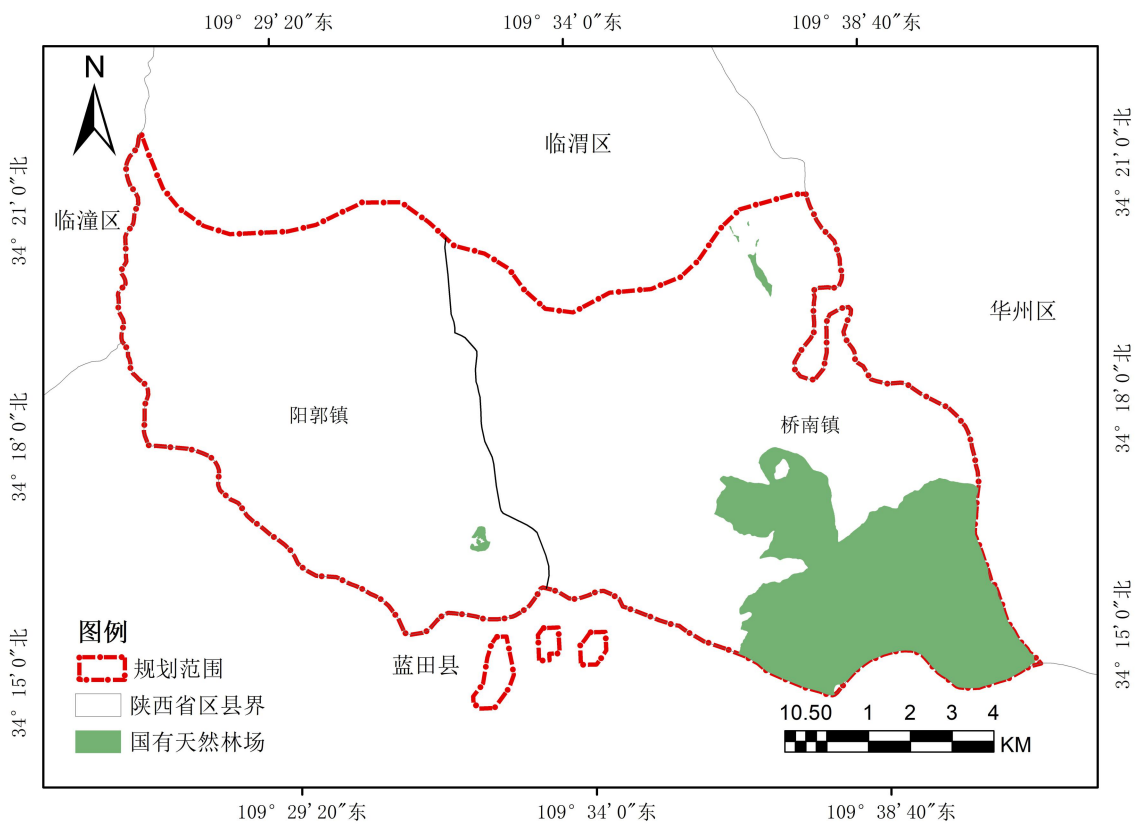 109° 29′20″东
109° 34′0″东
109° 38′40″东
N
临渭区
临潼区
34° 21′0″北
34° 21′0″北
华州区
阳郭镇
桥南镇
34° 18′0″北
34° 18′0″北
图例
规划范围
陕西省区县界
国有天然林场
蓝田县
34° 15′0″北
34° 15′0″北
10.50 1 2 3 4
KM
109° 29′20″东
109° 34′0″东
109° 38′40″东